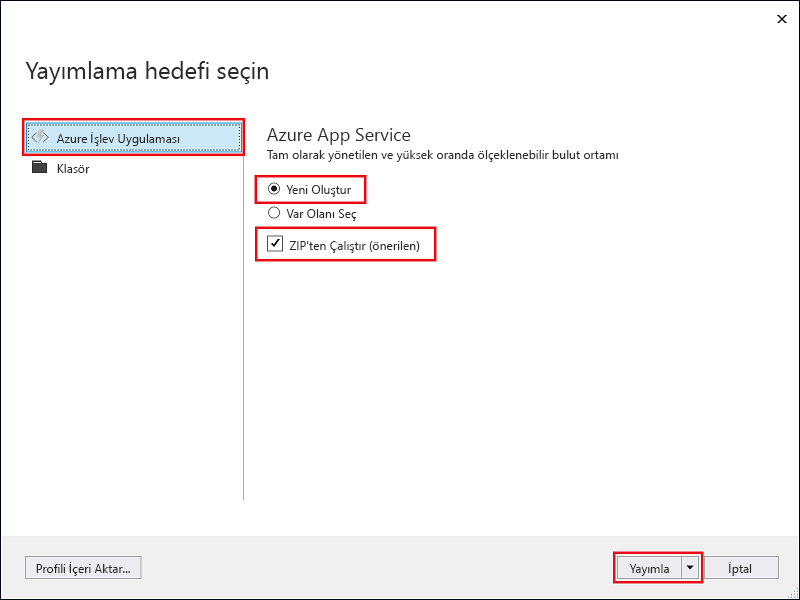 Yayımlama hedefi seçin
Azure İşlev Uygulaması
Klasör
Azure App Service
Tam olarak yönetilen ve yüksek oranda ölçeklenebilir bulut ortamı
Yeni Oluştur
Var Olanı Seç
ZIP'ten Çalıştır (önerilen)
Profili İçeri Aktar...
Yayımla
İptal